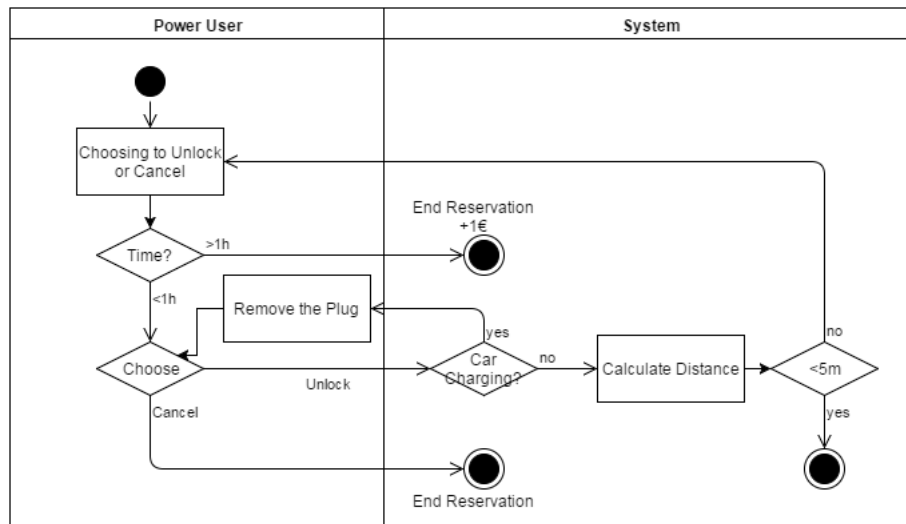 Power User
System
Choosing to Unlock
or Cancel
End Reservation
+1€
Time?
>1h
<1h
Remove the Plug
yes
no
Choose
Unlock
Car
Charging?
no
Calculate Distance
<5m
Cancel
yes
End Reservation